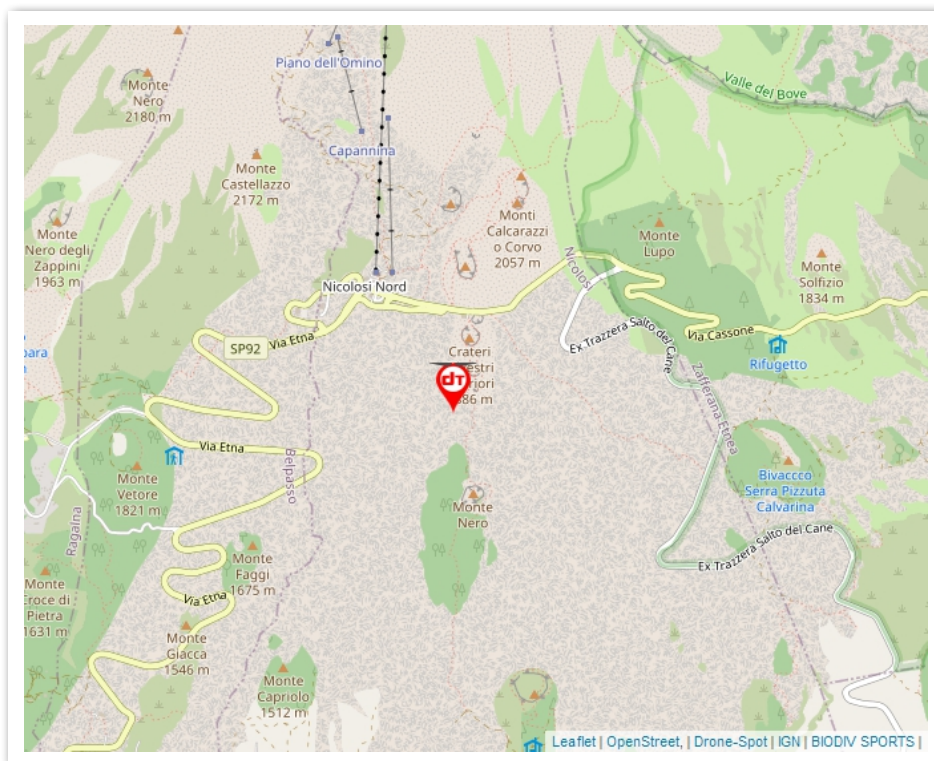 Piano dell'Omino
Valle del Bove
Monte
Nero
2180 m
Capannina
Monte
Castellazzo
2172 m
Monti
Calcarazzi
o Corvo
2057 m
Monte
Nero degli
Zappini
1963 m
Monte
Lupo
Nicolosi
Monte
Solfizio
1834 m
Nicolosi Nord
SP92
Via Etna
Ex Trazzera Salto del Cane
Via Cassone
Rifugetto
Crateri
dT
Zafferana Etnea
Via Etna
Belpasso
Monte
Vetore
1821 m
Bivaccco
Serra Pizzuta
Calvarina
Monte
Nero
Ragalna
Ex Trazzera Salto del Cane
Monte
Faggi
1675 m
Monte
Croce di
Pietra
1631 m
Via Etna
Monte
Giacca
1546 m
Monte
Capriolo
1512 m
Leaflet | OpenStreet, | Drone-Spot | IGN | BIODIV SPORTS |